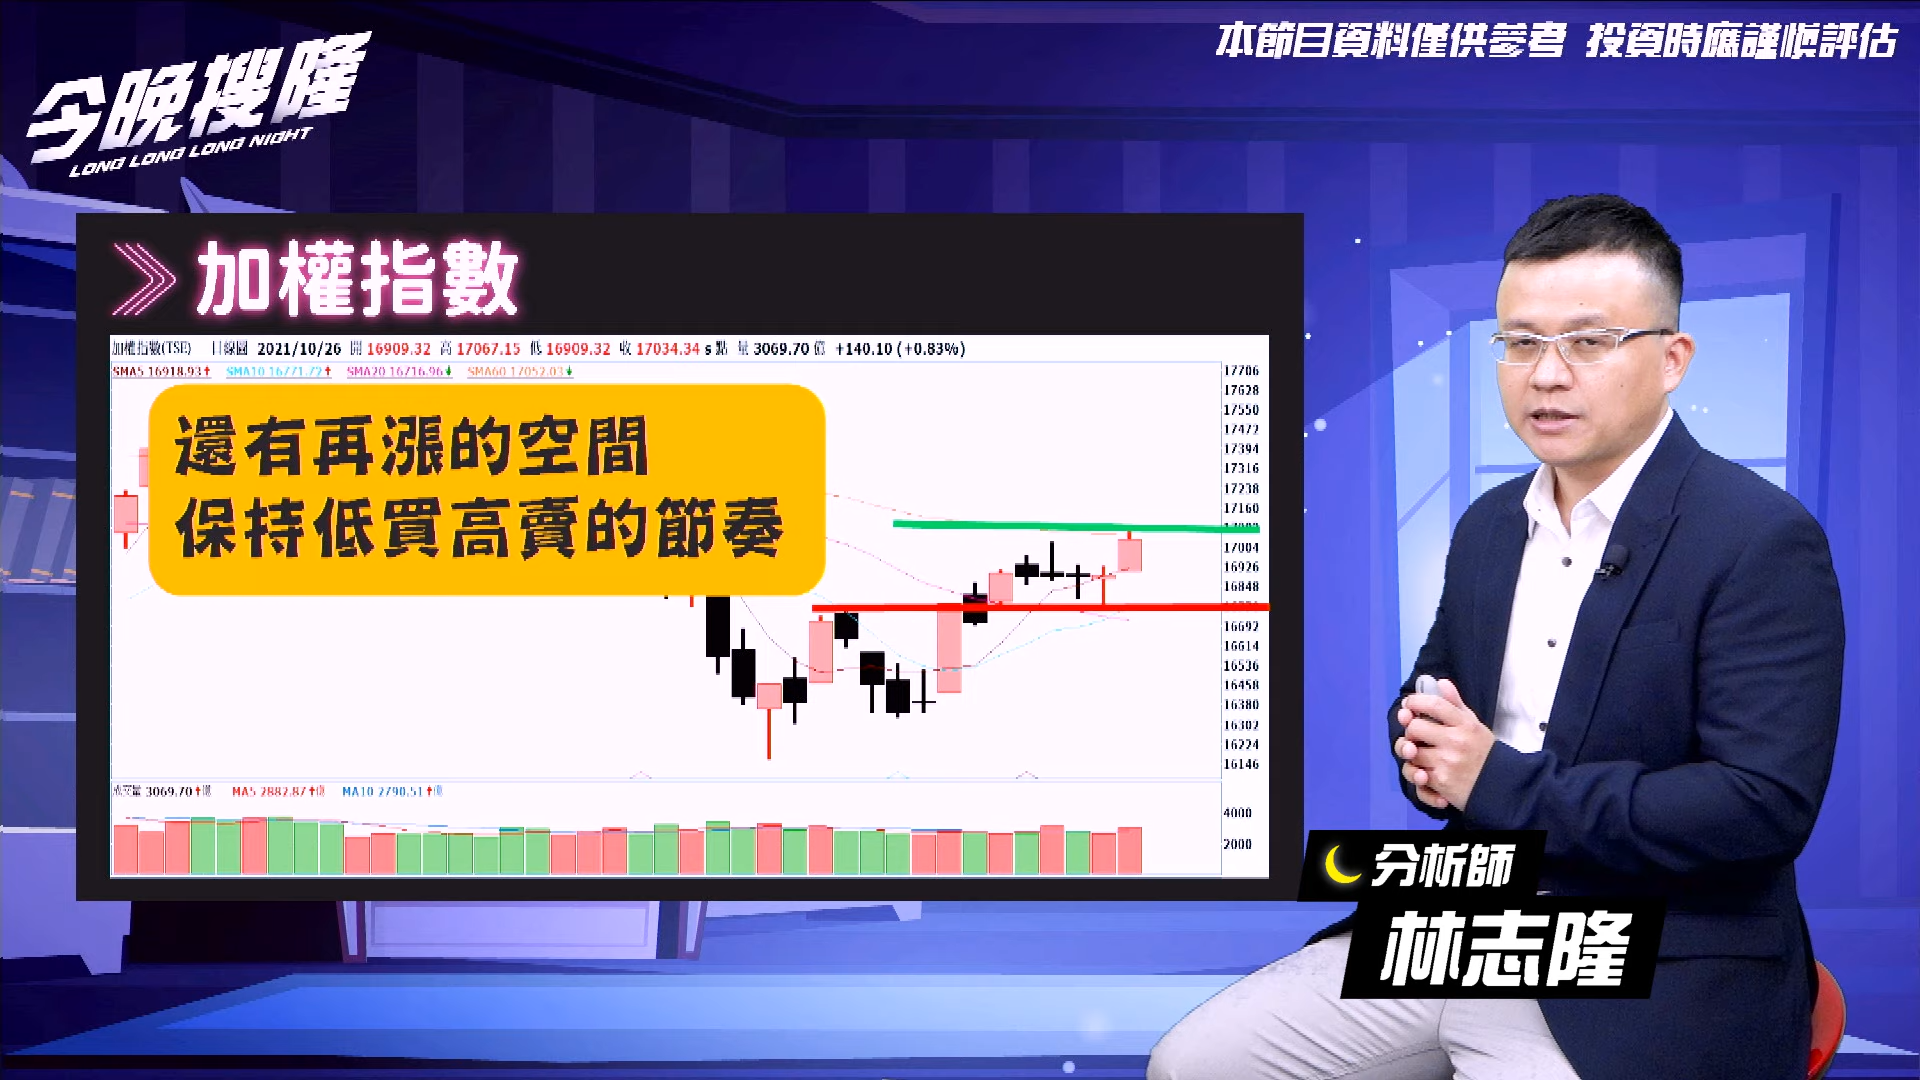 今晚搜隆
LONG LONG LONG NIGHT
本節目資料僅供參考 投資時應謹慎評估
加權指數
加權指數(TSE) 日線圖 2021/10/26 開 16909.32 高 17067.15 低 16909.32 收 17034.34 s 點 量 3069.70 億 +140.10 (+0.83%)
SMA5 16918.93↑ SMA10 16771.72↑ SMA20 16716.96↓ SMA60 17052.03↓
還有再漲的空間
保持低買高賣的節奏
17706
17628
17550
17472
17394
17316
17238
17160
17004
16926
16848
16692
16614
16536
16458
16380
16302
16224
16146
成交量 3069.70↑億 MA5 2882.87↑億 MA10 2790.51↑億
4000
2000
分析師
林志隆